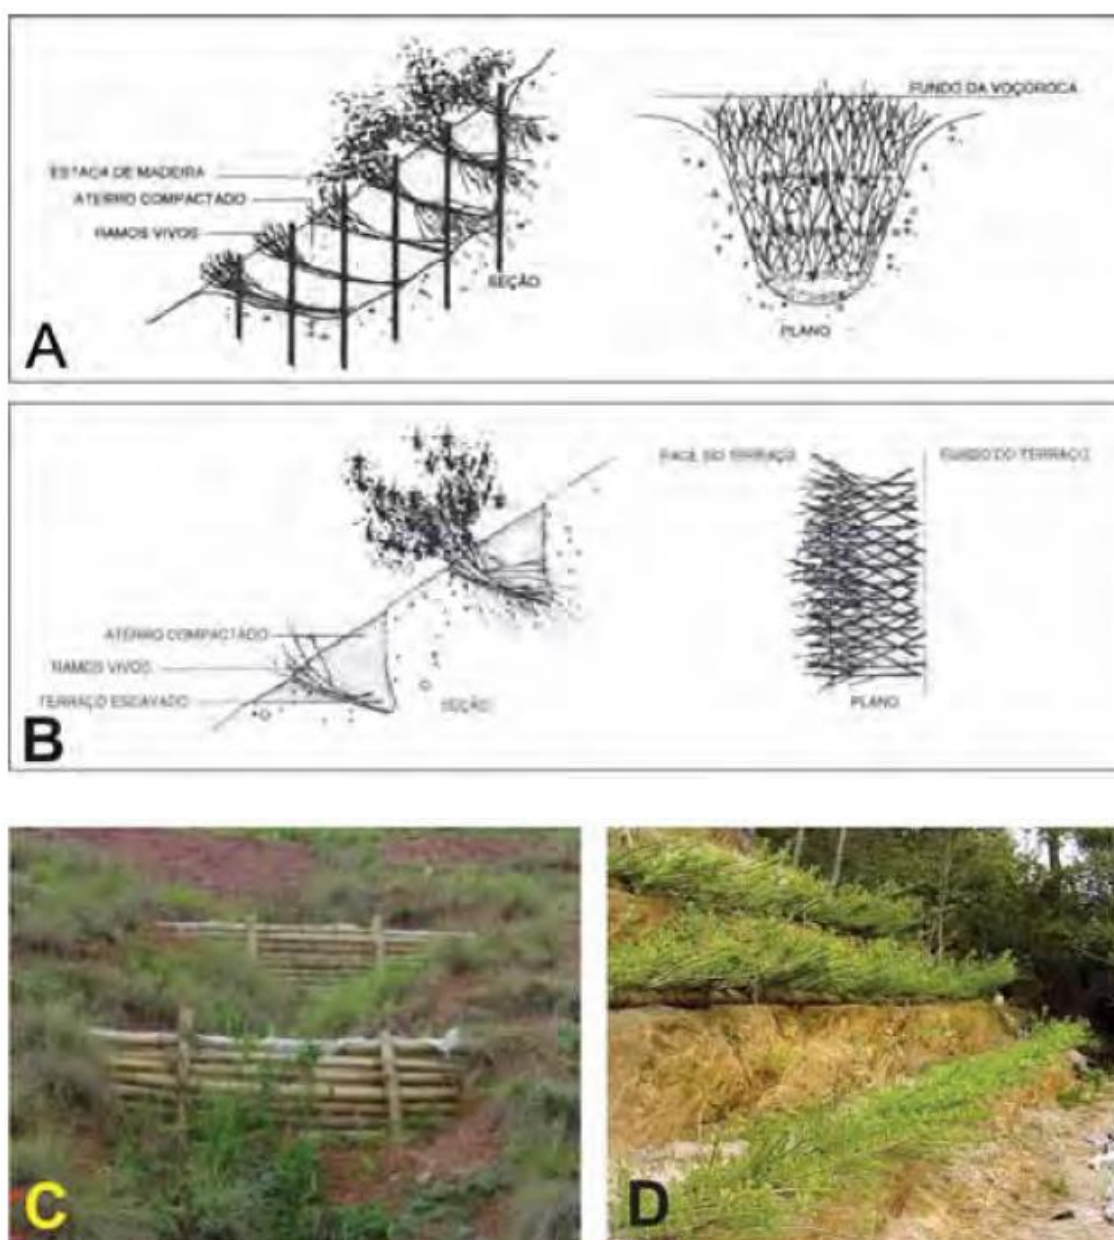 FUNDO DA VOÇOROCA
ESTACA DE MADEIRA
ATERRO COMPACTADO
RAMOS VIVOS
SEÇÃO
PLANO
A
FACE DO TERRAÇO
FUNDO DO TERRAÇO
ATERRO COMPACTADO
RAMOS VIVOS
TERRAÇO ESCAVADO
SEÇÃO
PLANO
B
C
D